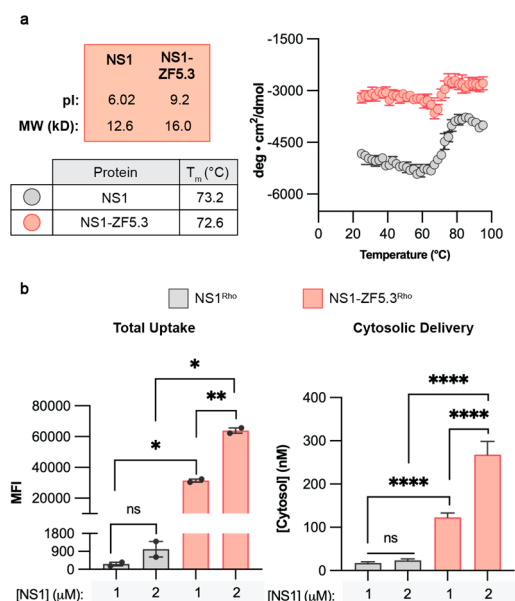 a
NS1 NS1-ZF5.3
pI: 6.02 9.2
MW (kD): 12.6 16.0
Protein Tm (°C)
NS1 73.2
NS1-ZF5.3 72.6
deg • cm²/dmol
-1500
-3000
-4500
-6000
0 20 40 60 80 100
Temperature (°C)
b
NS1Rho NS1-ZF5.3Rho
Total Uptake
MFI
80000
60000
40000
20000
1800
900
0
ns
*
**
*
[NS1] (μM): 1 2 1 2
Cytosolic Delivery
[Cytosol] (nM)
400
300
200
100
0
ns
****
****
****
[NS1] (μM): 1 2 1 2